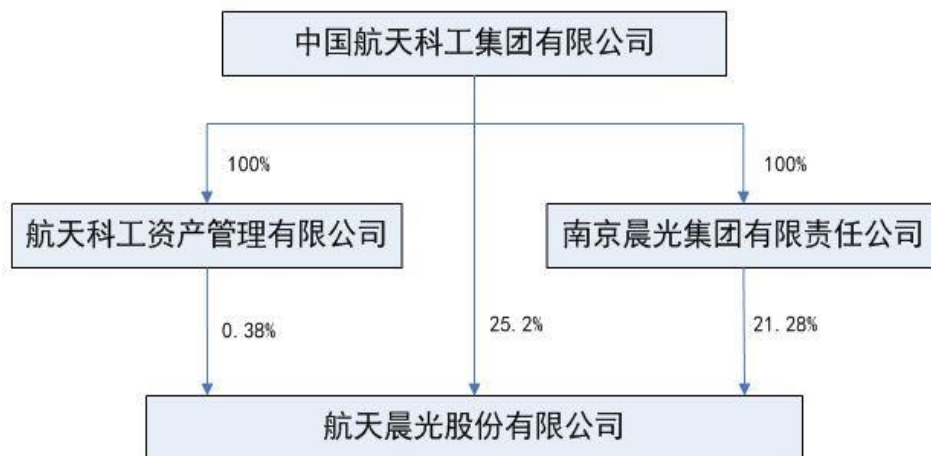 中国航天科工集团有限公司
100%
100%
航天科工资产管理有限公司
南京晨光集团有限责任公司
0.38%
25.2%
21.28%
航天晨光股份有限公司